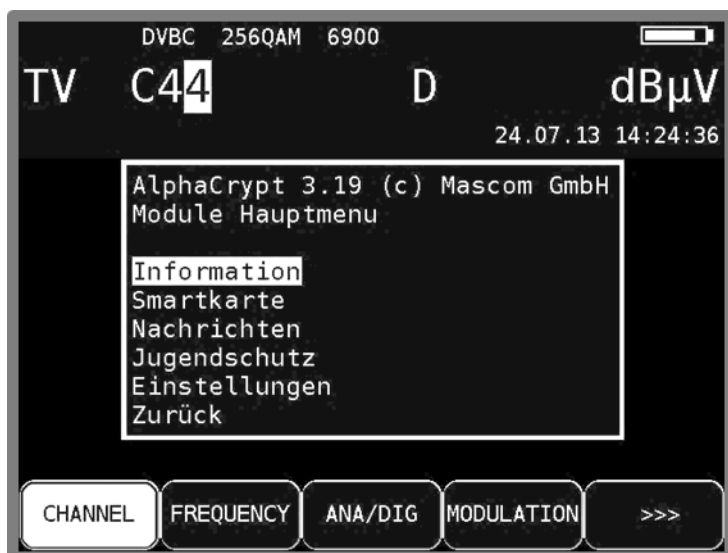 DVBC 256QAM 6900
TV C44 D dBµV
24.07.13 14:24:36
AlphaCrypt 3.19 (c) Mascom GmbH
Module Hauptmenu
Information
Smartkarte
Nachrichten
Jugendschutz
Einstellungen
Zurück
CHANNEL FREQUENCY ANA/DIG MODULATION >>>